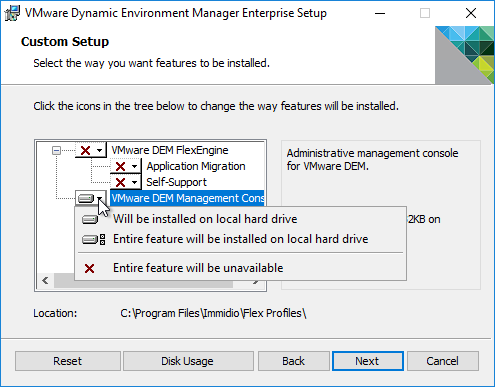 VMware Dynamic Environment Manager Enterprise Setup
Custom Setup
Select the way you want features to be installed.
Click the icons in the tree below to change the way features will be installed.
VMware DEM FlexEngine
Application Migration
Self-Support
VMware DEM Management Cons
Administrative management console
for VMware DEM.
2KB on
Will be installed on local hard drive
Entire feature will be installed on local hard drive
Entire feature will be unavailable
Location: C:\Program Files\Immidio\Flex Profiles\
Reset Disk Usage Back Next Cancel